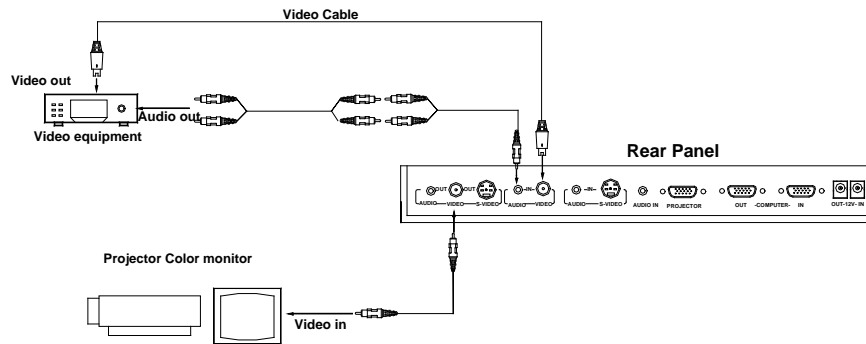 Video Cable
Video out
Audio out
Video equipment
Rear Panel
OUT OUT -IN- -IN-
AUDIO VIDEO S-VIDEO AUDIO VIDEO AUDIO S-VIDEO AUDIO IN PROJECTOR OUT -COMPUTER- IN OUT-12V- IN
Projector Color monitor
Video in